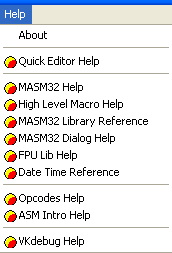 Help
About
Quick Editor Help
MASM32 Help
High Level Macro Help
MASM32 Library Reference
MASM32 Dialog Help
FPU Lib Help
Date Time Reference
Opcodes Help
ASM Intro Help
VKdebug Help